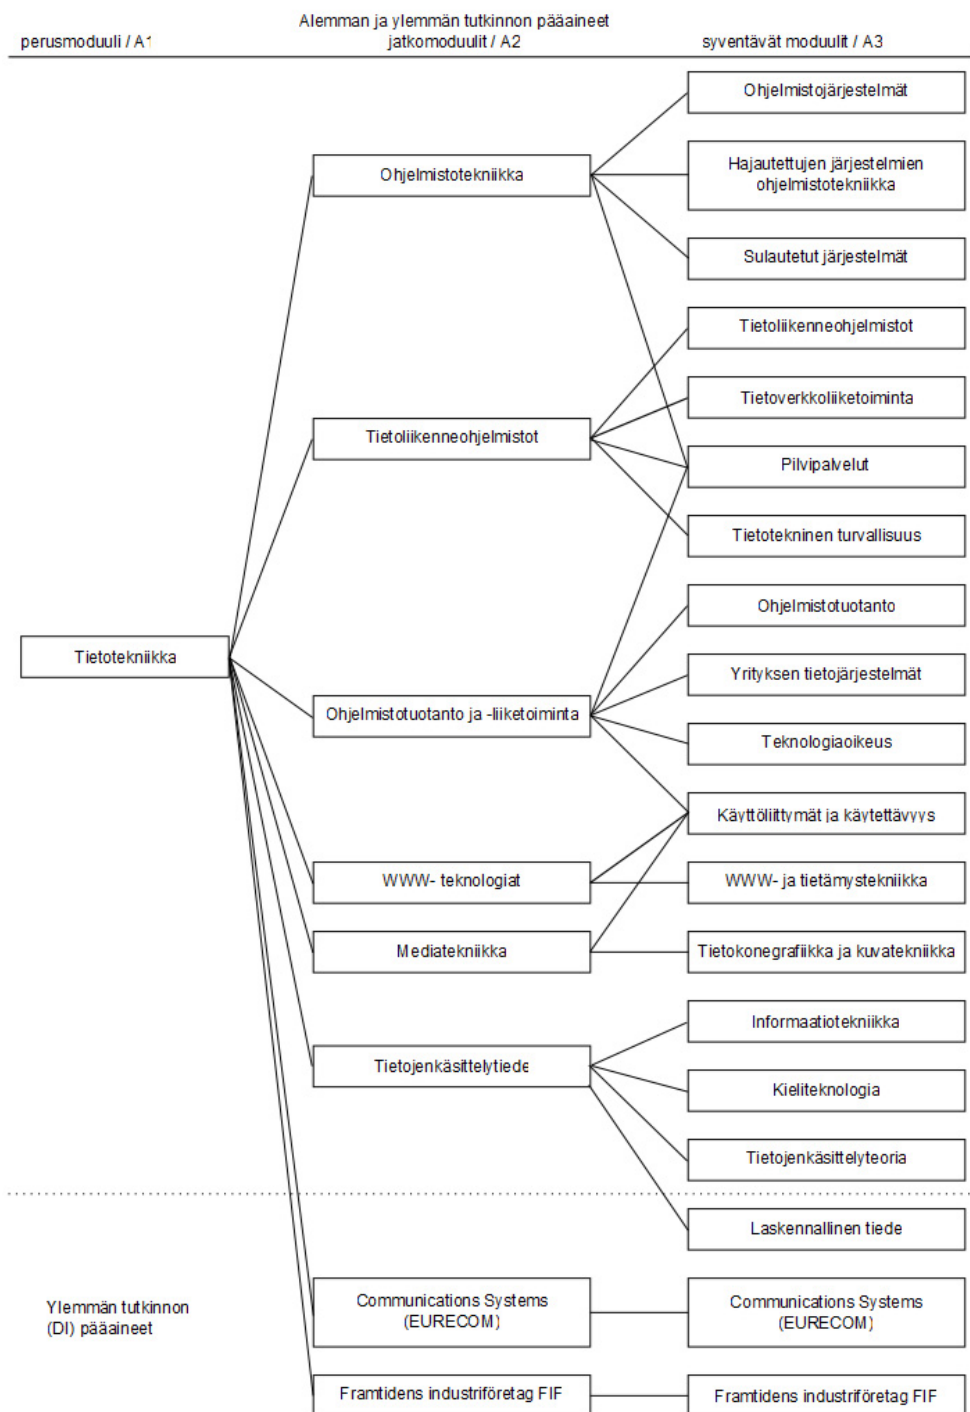 Alemman ja ylemmän tutkinnon pääaineet
perusmoduuli / A1
jatkomoduulit / A2
syventävät moduulit / A3
Tietotekniikka
Ohjelmistotekniikka
Tietoliikenneohjelmistot
Ohjelmistotuotanto ja -liiketoiminta
WWW- teknologiat
Mediatekniikka
Tietojenkäsittelytiede
Communications Systems
(EURECOM)
Framtidens industriföretag FIF
Ohjelmistojärjestelmät
Hajautettujen järjestelmien
ohjelmistotekniikka
Sulautetut järjestelmät
Tietoliikenneohjelmistot
Tietoverkkoliiketoiminta
Pilvipalvelut
Tietotekninen turvallisuus
Ohjelmistotuotanto
Yrityksen tietojärjestelmät
Teknologiaoikeus
Käyttöliittymät ja käytettävyys
WWW- ja tietämystekniikka
Tietokonegrafiikka ja kuvatekniikka
Informaatiotekniikka
Kieliteknologia
Tietojenkäsittelyteoria
Laskennallinen tiede
Communications Systems
(EURECOM)
Framtidens industriföretag FIF
Ylemmän tutkinnon
(DI) pääaineet